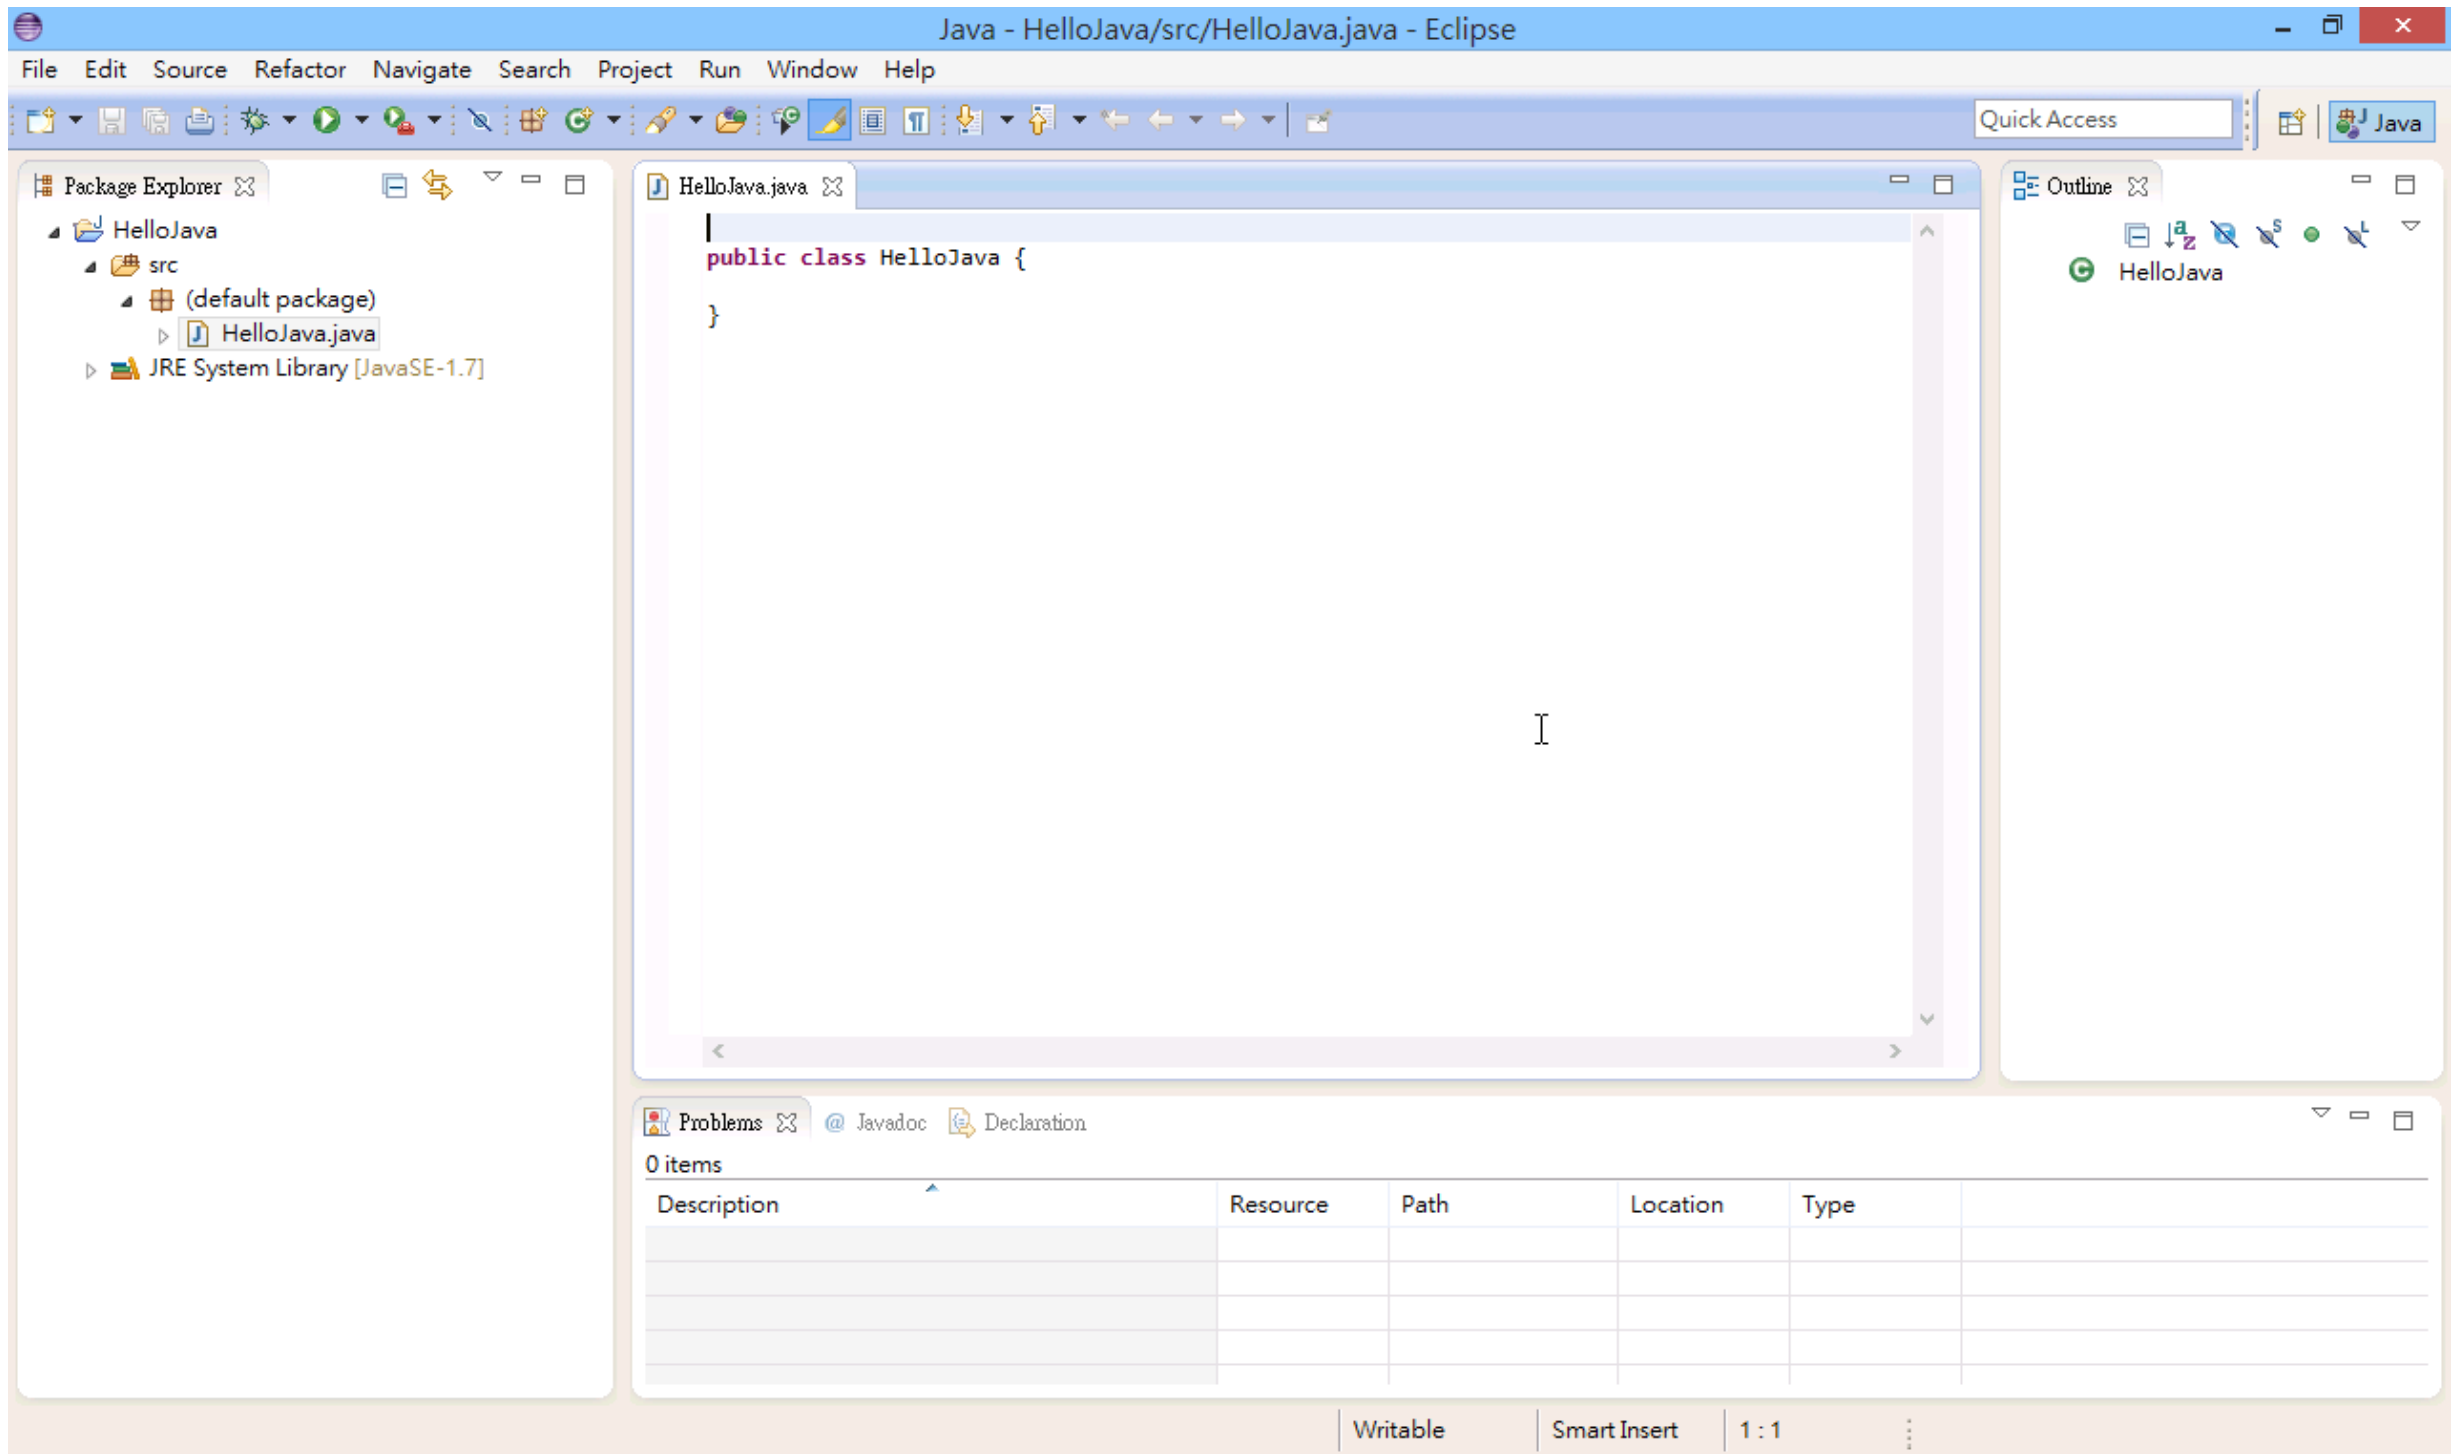 Java - HelloJava/src/HelloJava.java - Eclipse
File Edit Source Refactor Navigate Search Project Run Window Help
Quick Access
Java
Package Explorer
HelloJava
src
(default package)
HelloJava.java
JRE System Library [JavaSE-1.7]
HelloJava.java
public class HelloJava {
}
Outline
HelloJava
Problems @ Javadoc Declaration
0 items
Description Resource Path Location Type
Writable Smart Insert 1 : 1